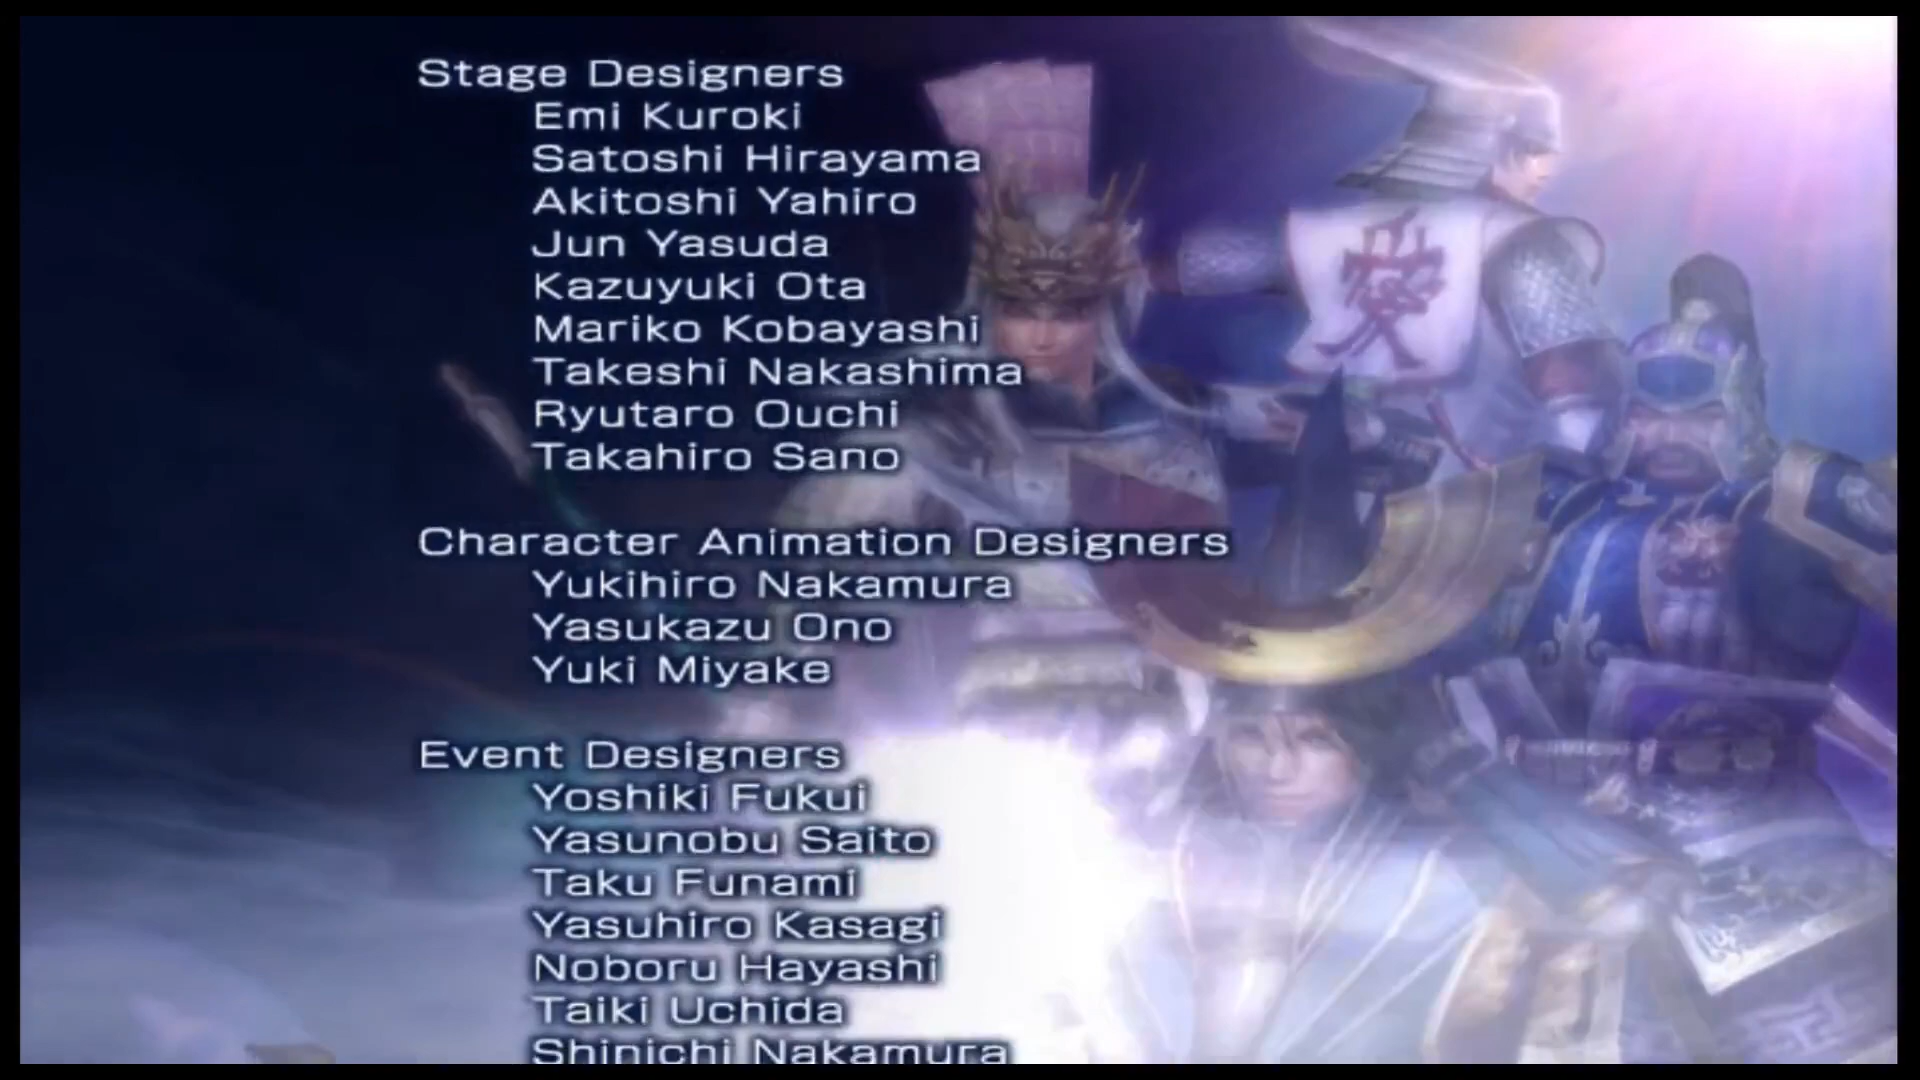 Stage Designers
Emi Kuroki
Satoshi Hirayama
Akitoshi Yahiro
Jun Yasuda
Kazuyuki Ota
Mariko Kobayashi
Takeshi Nakashima
Ryutaro Ouchi
Takahiro Sano
Character Animation Designers
Yukihiro Nakamura
Yasukazu Ono
Yuki Miyake
Event Designers
Yoshiki Fukui
Yasunobu Saito
Taku Funami
Yasuhiro Kasagi
Noboru Hayashi
Taiki Uchida
Shinichi Nakamura
愛